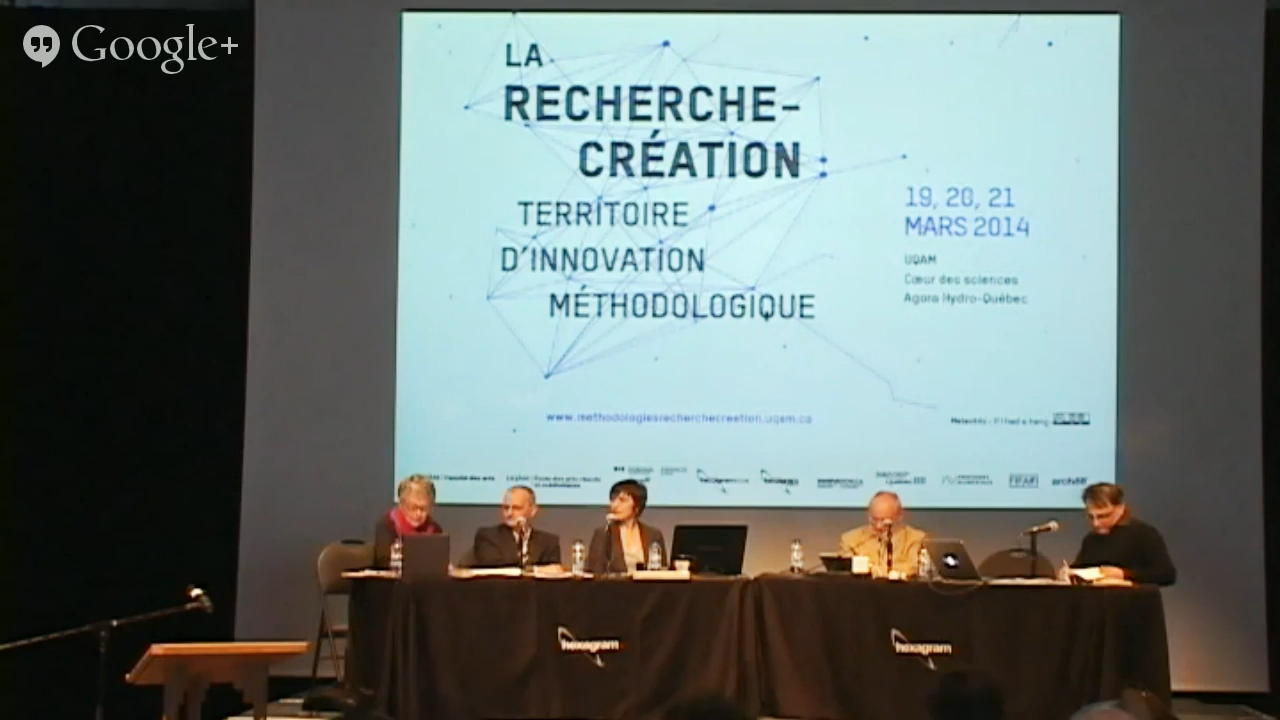 Google+
LA
RECHERCHE-
CRÉATION :
TERRITOIRE
D'INNOVATION
MÉTHODOLOGIQUE
19, 20, 21
MARS 2014
UQAM
Cœur des sciences
Agora Hydro-Québec
www.methodologiesrecherchecreation.uqam.ca
hexagram
hexagram